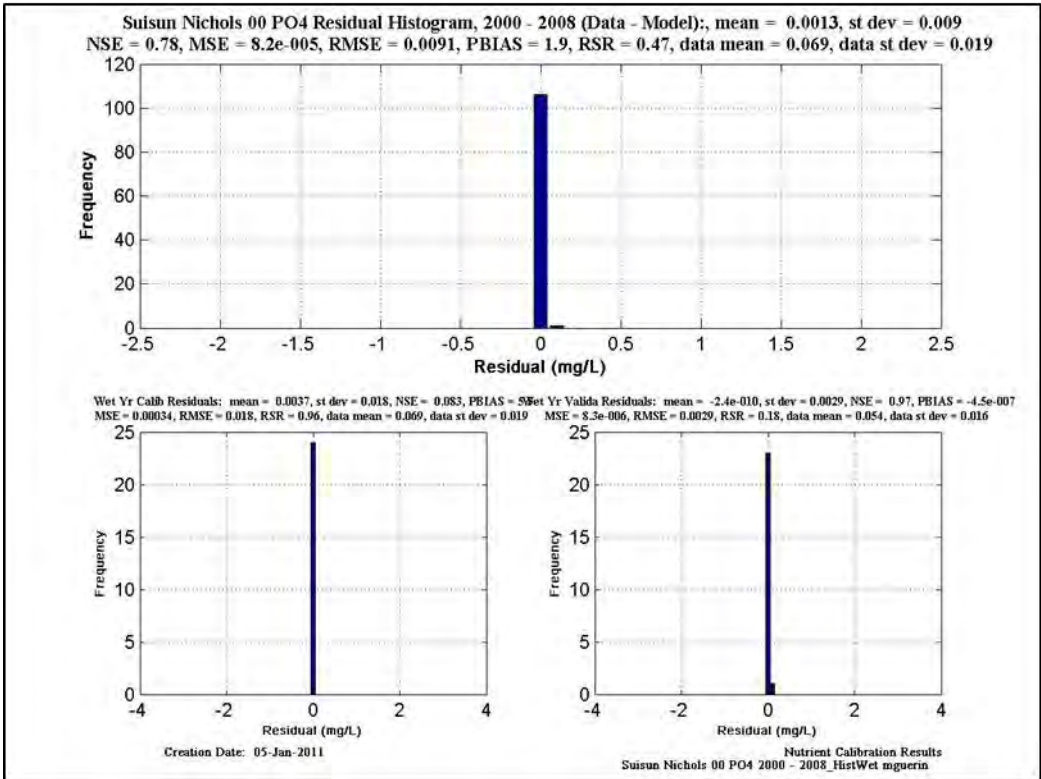 Suisun Nichols 00 PO4 Residual Histogram, 2000 - 2008 (Data - Model):, mean = 0.0013, st dev = 0.009
NSE = 0.78, MSE = 8.2e-005, RMSE = 0.0091, PBIAS = 1.9, RSR = 0.47, data mean = 0.069, data st dev = 0.019
120
100
80
60
40
20
0
Frequency
-2.5 -2 -1.5 -1 -0.5 0 0.5 1 1.5 2 2.5
Residual (mg/L)
Wet Yr Calib Residuals: mean = 0.0037, st dev = 0.018, NSE = 0.083, PBIAS =
MSE = 0.00034, RMSE = 0.018, RSR = 0.96, data mean = 0.069, data st dev = 0.019
25
20
15
10
5
0
Frequency
-4 -2 0 2 4
Residual (mg/L)
Creation Date: 05-Jan-2011
Yr Valida Residuals: mean = -2.4e-010, st dev = 0.0029, NSE = 0.97, PBIAS = -4.5e-007
MSE = 8.3e-006, RMSE = 0.0029, RSR = 0.18, data mean = 0.054, data st dev = 0.016
25
20
15
10
5
0
Frequency
-4 -2 0 2 4
Residual (mg/L)
Nutrient Calibration Results
Suisun Nichols 00 PO4 2000 - 2008_HistWet mguerin